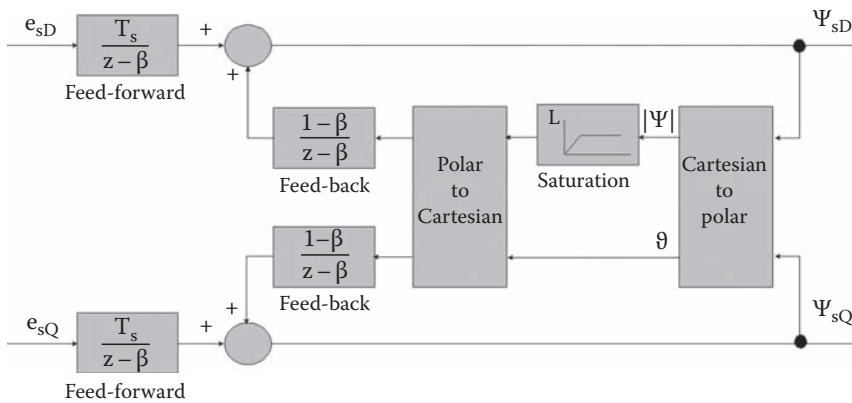 e_sD
T_s
z – β
Feed-forward
+
+
Ψ_sD
1 – β
z – β
Feed-back
Polar
to
Cartesian
L
Saturation
|Ψ|
Cartesian
to
polar
ϑ
1–β
z – β
Feed-back
+
e_sQ
T_s
z – β
Feed-forward
+
Ψ_sQ